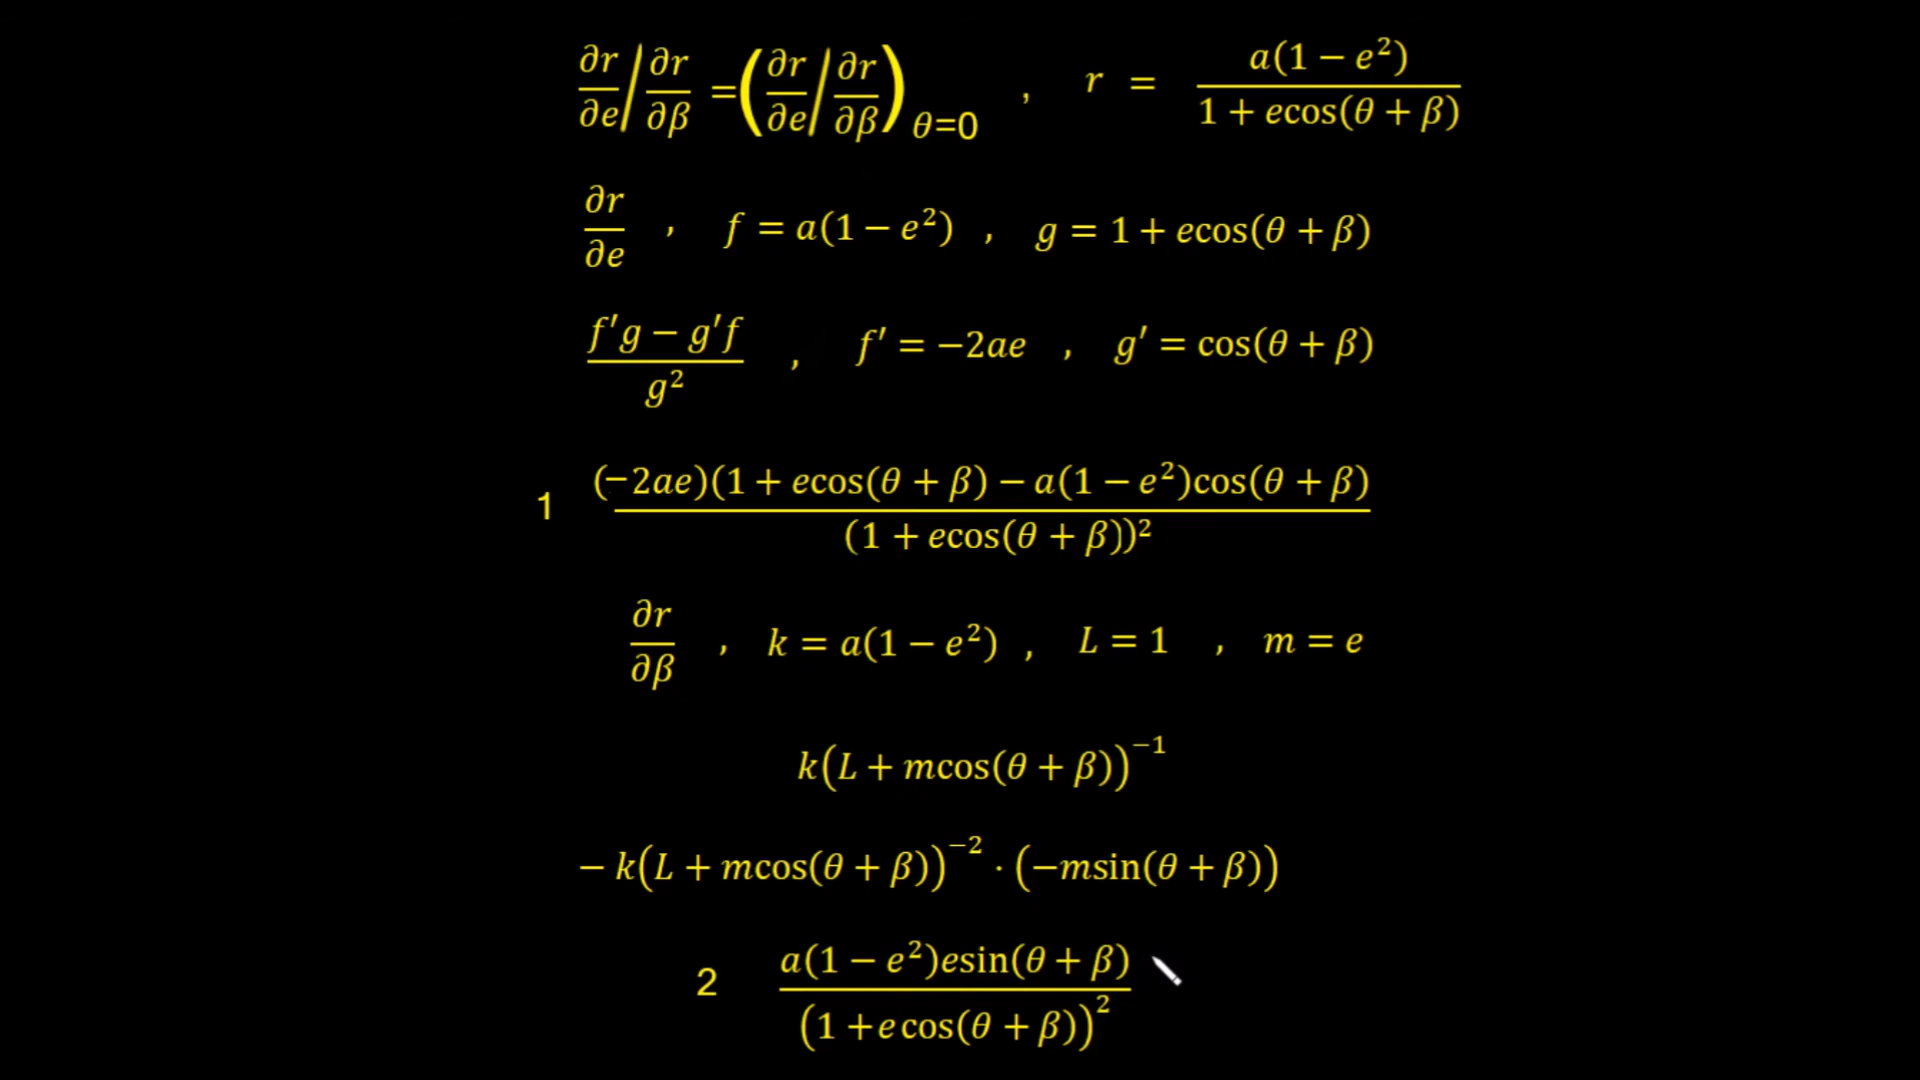 ∂r/∂e / ∂r/∂β = (∂r/∂e / ∂r/∂β)θ=0 , r = a(1 − e²) / 1 + ecos(θ + β)
∂r/∂e , f = a(1 − e²) , g = 1 + ecos(θ + β)
f′g − g′f / g² , f′ = −2ae , g′ = cos(θ + β)
1 (−2ae)(1 + ecos(θ + β) − a(1 − e²)cos(θ + β) / (1 + ecos(θ + β))²
∂r/∂β , k = a(1 − e²) , L = 1 , m = e
k(L + mcos(θ + β))⁻¹
− k(L + mcos(θ + β))⁻² · (−msin(θ + β))
2 a(1 − e²)esin(θ + β) / (1 + e cos(θ + β))²